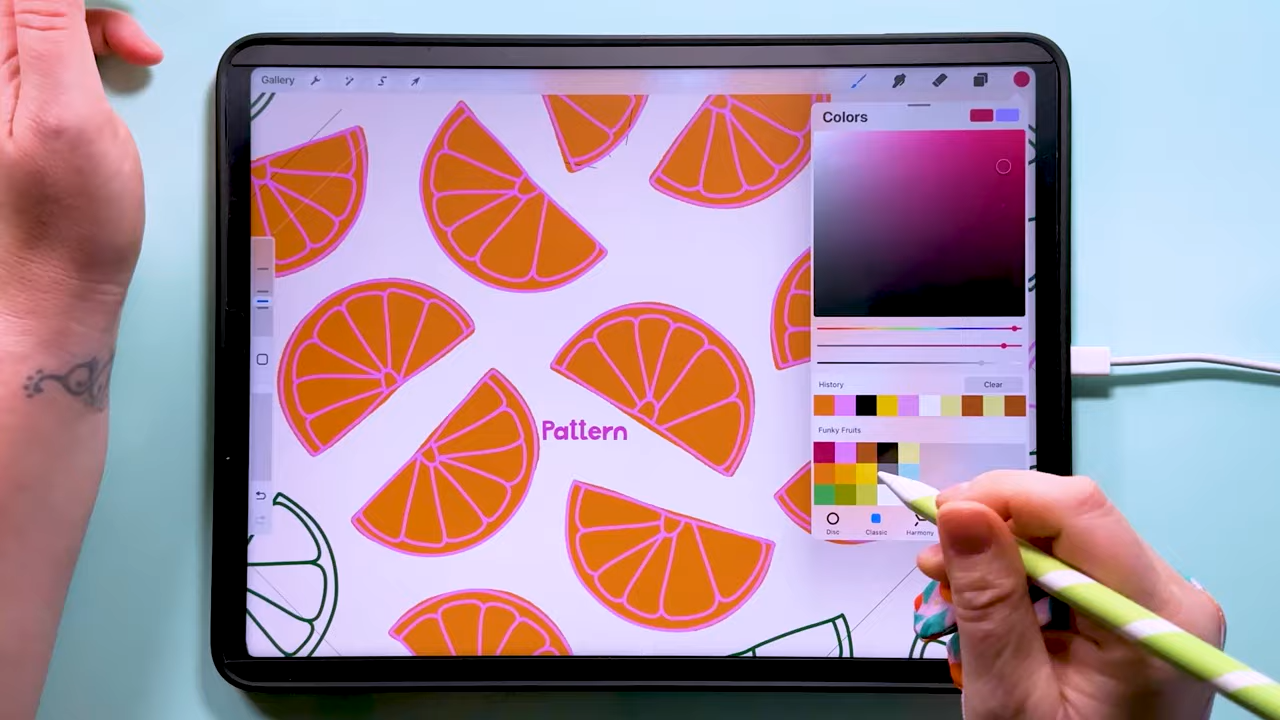 Gallery
Colors
Pattern
History
Clear
Funky Fruits
Disc
Classic
Harmony